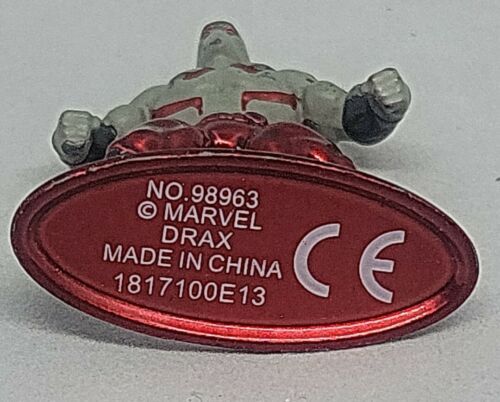 NO.98963
© MARVEL
DRAX
MADE IN CHINA
1817100E13
CE